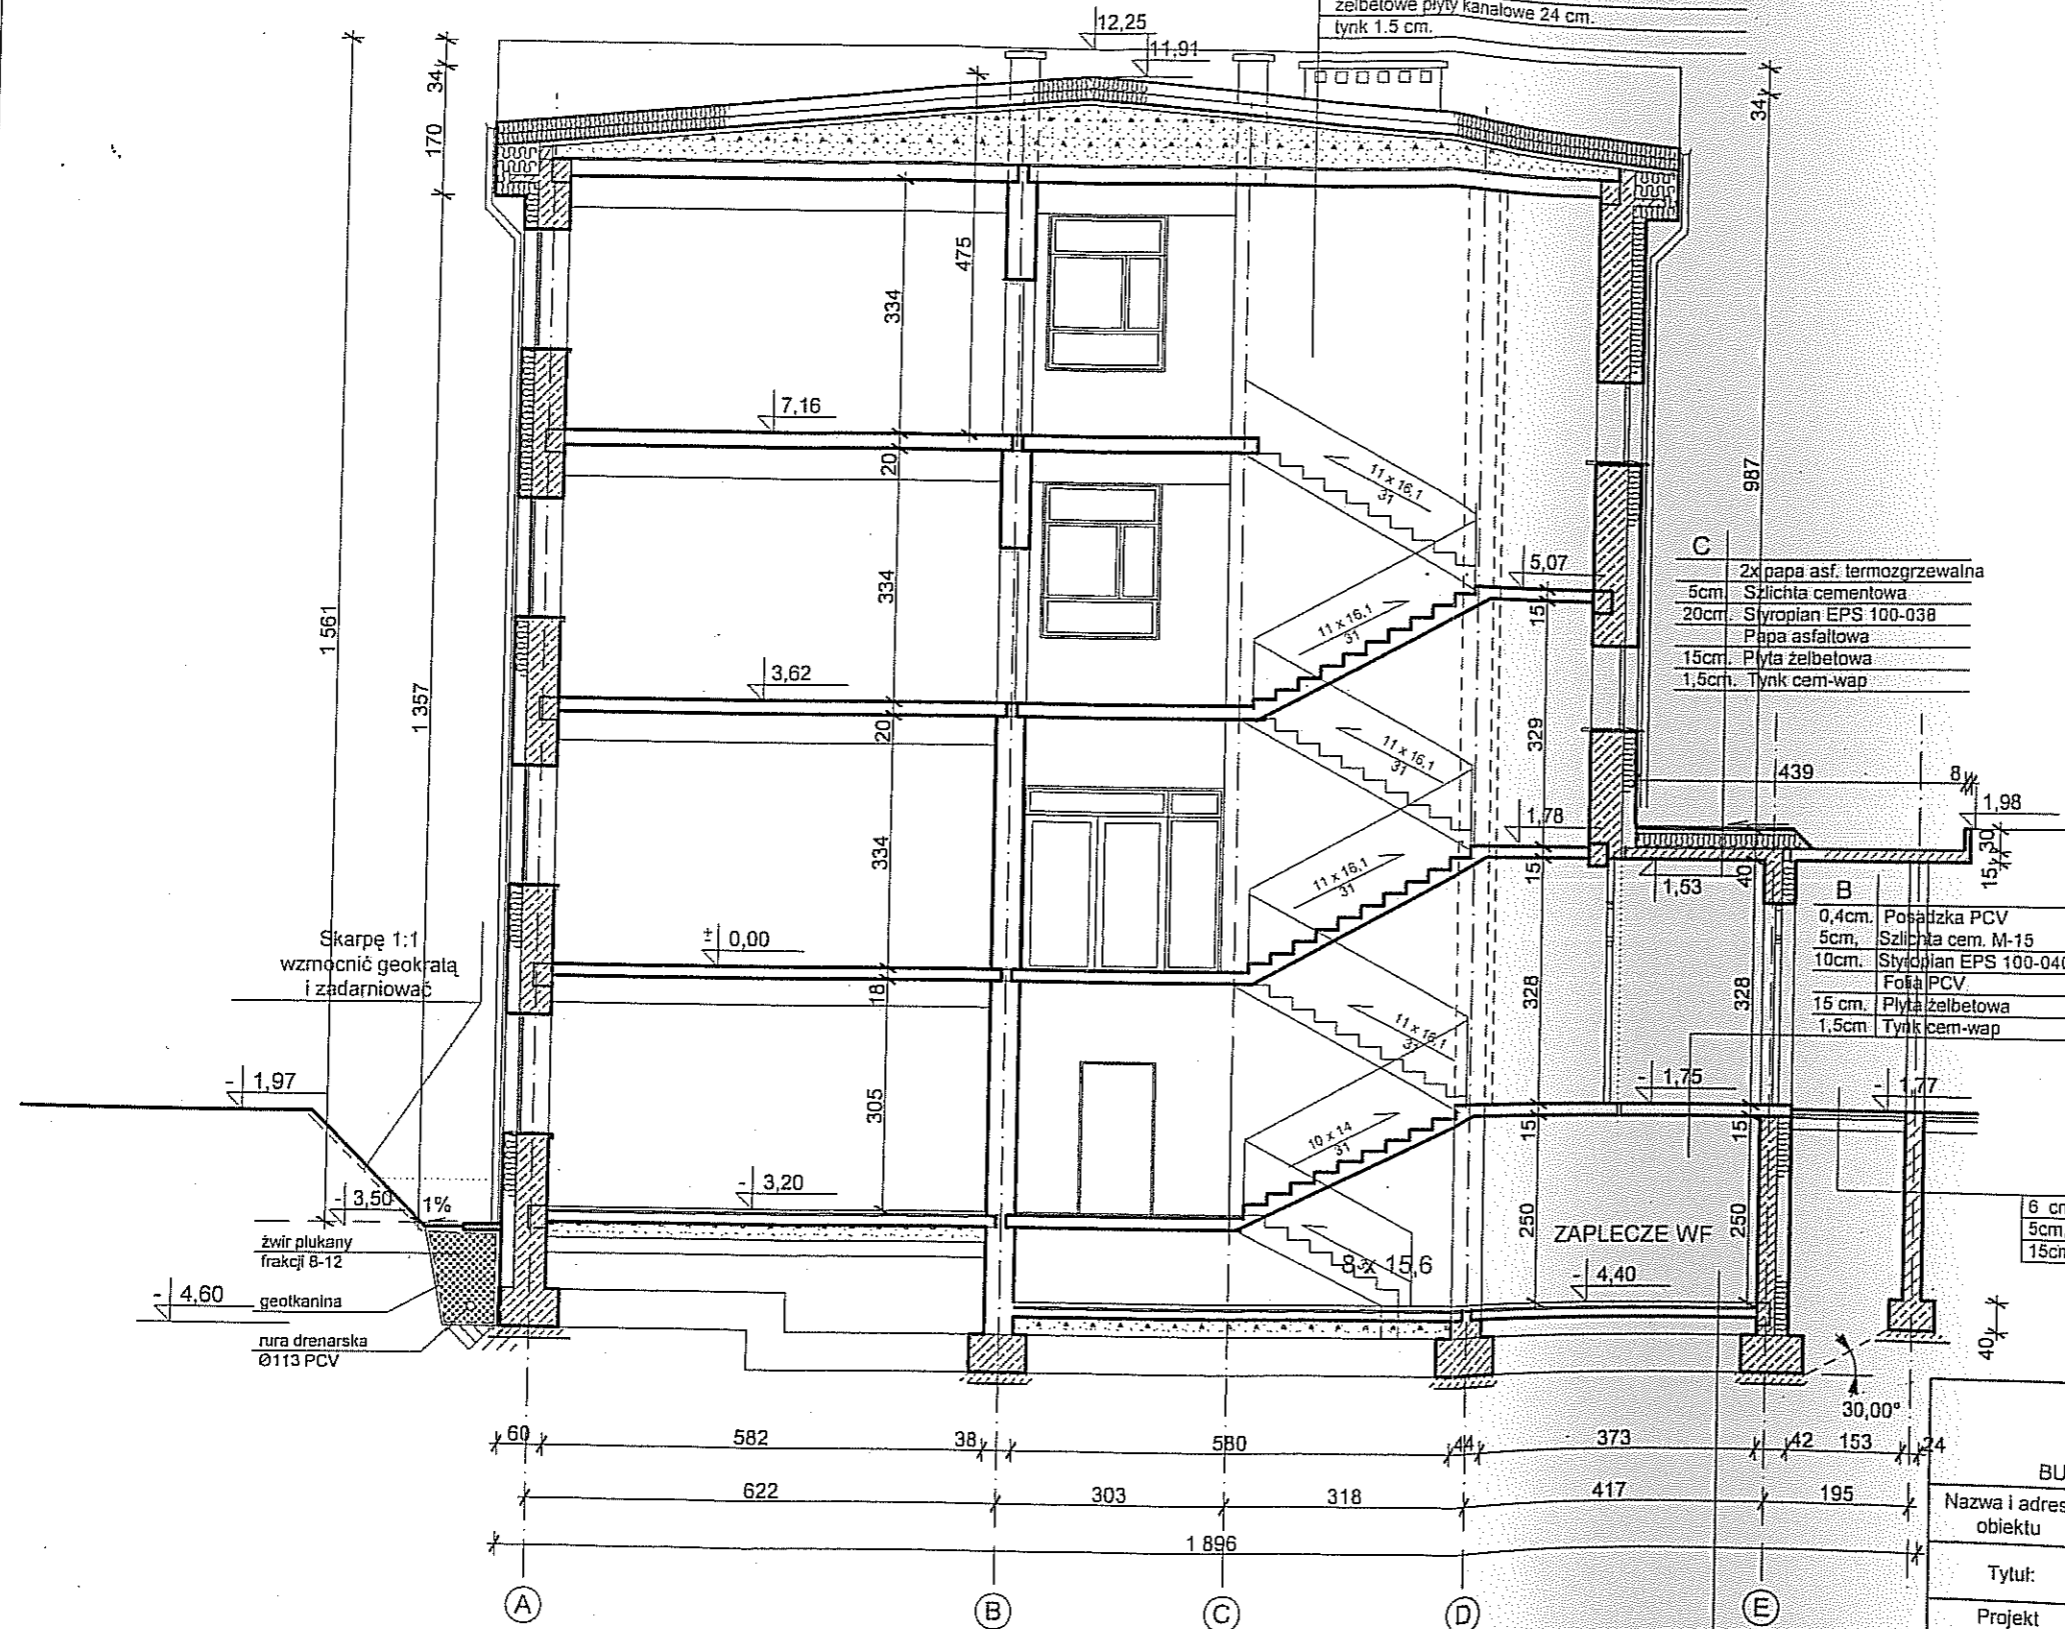 żelbetowe płyty kanałowe 24 cm.
tynk 1.5 cm.
12,25
11,91
34
170
34
475
334
7,16
20
11 x 16,1
31
987
5,07
C
2x papa asf. termozgrzewalna
5cm. Szlichta cementowa
20cm. Styropian EPS 100-038
Papa asfaltowa
15cm. Płyta żelbetowa
1,5cm. Tynk cem-wap
334
11 x 16,1
31
15
1 561
3,62
1 357
20
11 x 16,1
31
329
439
8
1,98
1,78
334
11 x 16,1
31
15
1,53
40
30
15
B
0,4cm. Posadzka PCV
5cm, Szlichta cem. M-15
10cm. Styropian EPS 100-040
Folia PCV
15 cm. Płyta żelbetowa
1,5cm Tynk cem-wap
Skarpę 1:1
wzmocnić geokratą
i zadarniować
± 0,00
18
11 x 16,1
31
328
328
- 1,97
- 1,75
- 1,77
305
10 x 14
31
15
15
- 3,50
1%
- 3,20
250
ZAPLECZE WF
250
6 cm
5cm.
15cm
żwir płukany
frakcji 8-12
8 x 15,6
- 4,40
- 4,60
geotkanina
rura drenarska
Ø113 PCV
40
30,00°
60
582
38
580
44
373
42
153
24
622
303
318
417
195
1 896
BU
Nazwa i adres
obiektu
Tytuł:
Projekt
A
B
C
D
E